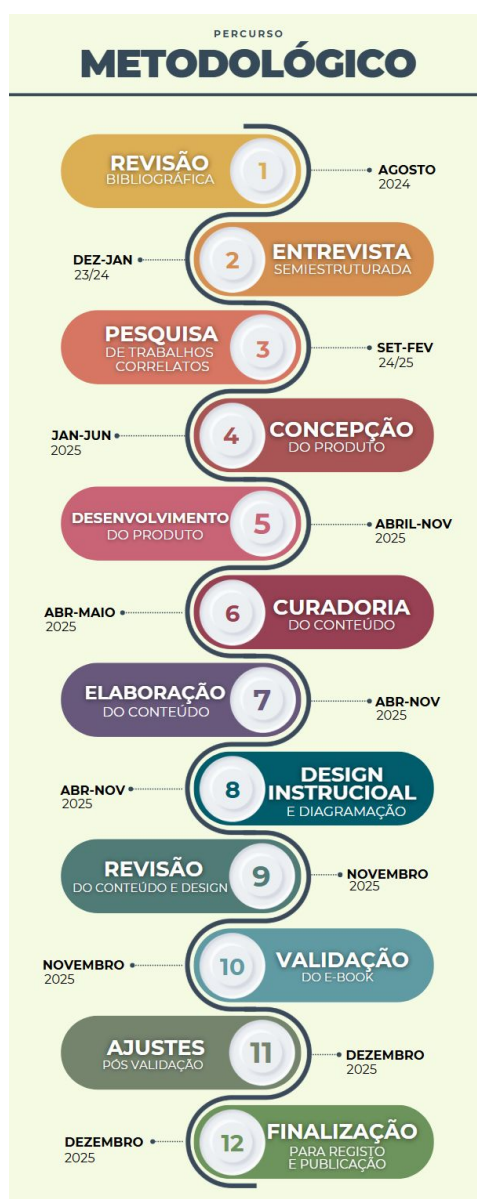 PERCURSO
METODOLÓGICO
REVISÃO
BIBLIOGRÁFICA
1
AGOSTO
2024
DEZ-JAN
23/24
2
ENTREVISTA
SEMIESTRUTURADA
PESQUISA
DE TRABALHOS
CORRELATOS
3
SET-FEV
24/25
JAN-JUN
2025
4
CONCEPÇÃO
DO PRODUTO
DESENVOLVIMENTO
DO PRODUTO
5
ABRIL-NOV
2025
ABR-MAIO
2025
6
CURADORIA
DO CONTEÚDO
ELABORAÇÃO
DO CONTEÚDO
7
ABR-NOV
2025
ABR-NOV
2025
8
DESIGN
INSTRUCIOAL
E DIAGRAMAÇÃO
REVISÃO
DO CONTEÚDO E DESIGN
9
NOVEMBRO
2025
NOVEMBRO
2025
10
VALIDAÇÃO
DO E-BOOK
AJUSTES
PÓS VALIDAÇÃO
11
DEZEMBRO
2025
DEZEMBRO
2025
12
FINALIZAÇÃO
PARA REGISTO
E PUBLICAÇÃO